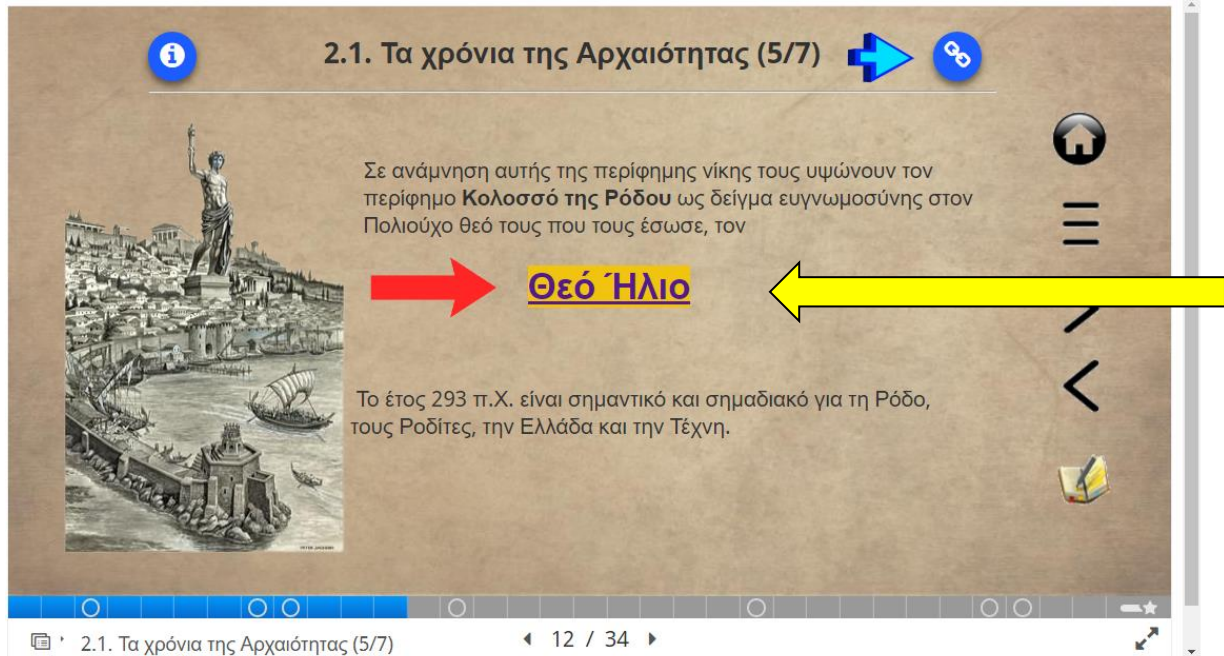 2.1. Τα χρόνια της Αρχαιότητας (5/7)
Σε ανάμνηση αυτής της περίφημης νίκης τους υψώνουν τον
περίφημο Κολοσσό της Ρόδου ως δείγμα ευγνωμοσύνης στον
Πολιούχο θεό τους που τους έσωσε, τον
Θεό Ήλιο
Το έτος 293 π.Χ. είναι σημαντικό και σημαδιακό για τη Ρόδο,
τους Ροδίτες, την Ελλάδα και την Τέχνη.
2.1. Τα χρόνια της Αρχαιότητας (5/7)
12 / 34